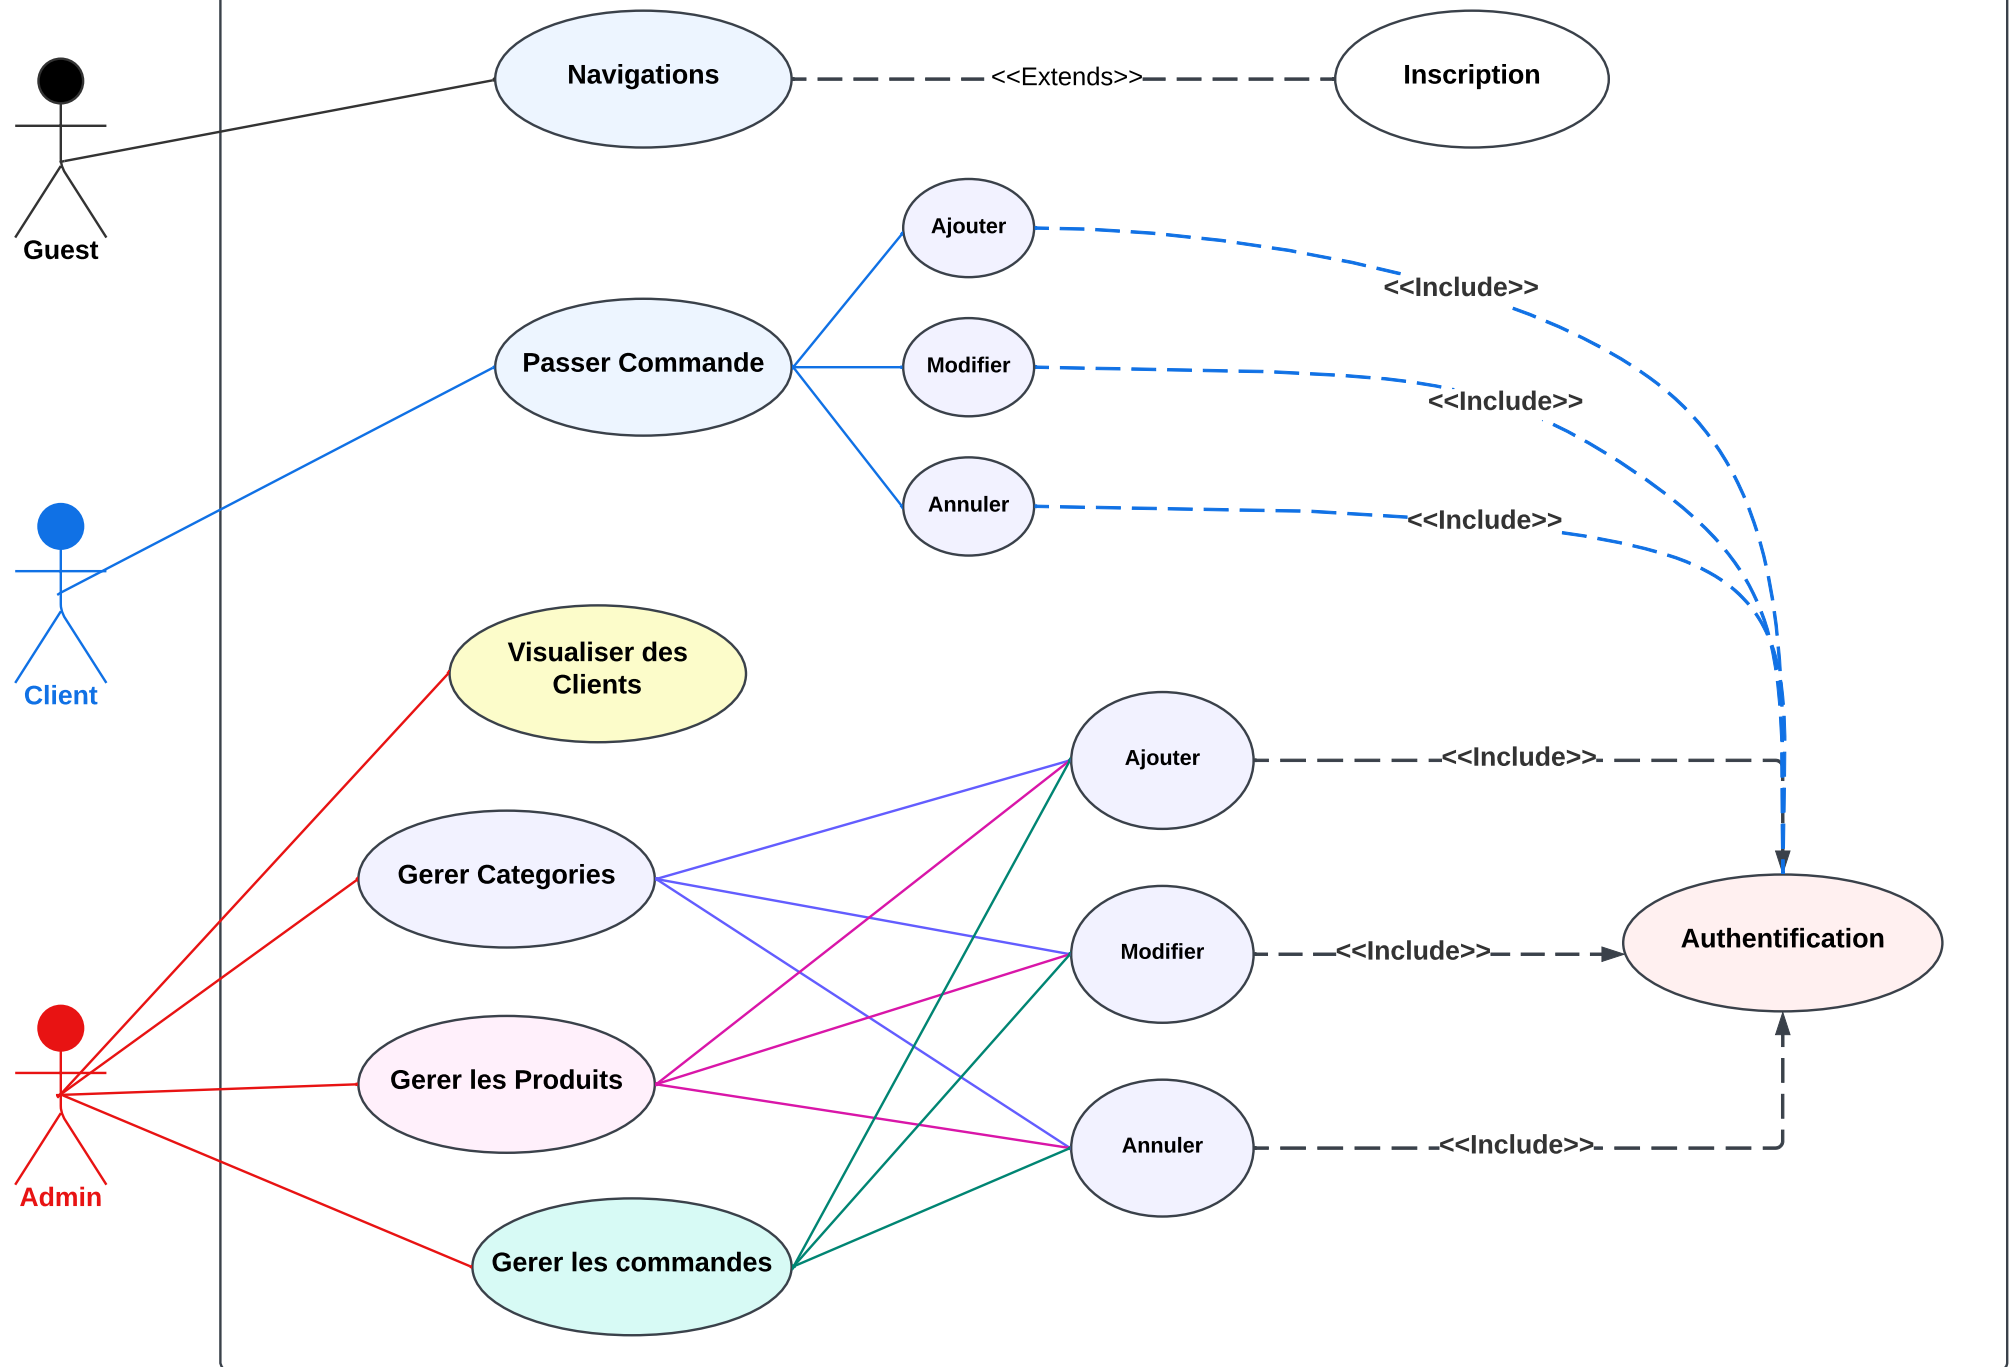 Navigations
<<Extends>>
Inscription
Guest
Ajouter
<<Include>>
Passer Commande
Modifier
<<Include>>
Annuler
<<Include>>
Client
Visualiser des
Clients
Ajouter
<<Include>>
Gerer Categories
Modifier
<<Include>>
Authentification
Gerer les Produits
Annuler
<<Include>>
Admin
Gerer les commandes